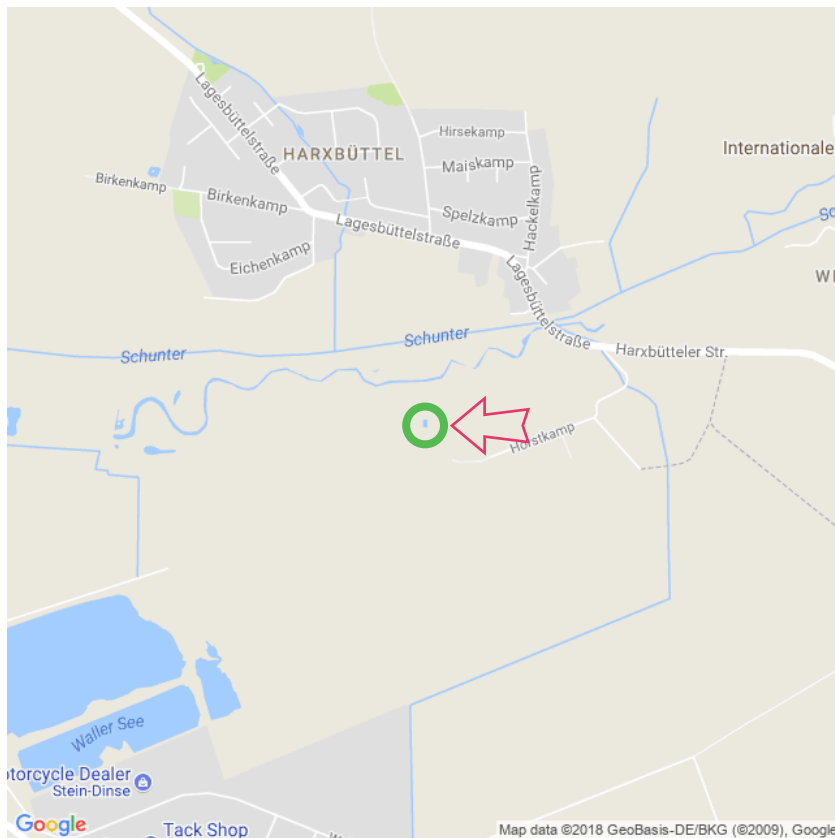 Lagesbüttelstraße
HARXBÜTTEL
Hirsekamp
Maiskamp
Internationale
Birkenkamp
Birkenkamp
Hackelkamp
Spelzkamp
Lagesbüttelstraße
Eichenkamp
Lagesbüttelstraße
Schunter
Schunter
Harxbütteler Str.
Horstkamp
Waller See
otorcycle Dealer
Stein-Dinse
Google
Tack Shop
Map data ©2018 GeoBasis-DE/BKG (©2009), Google